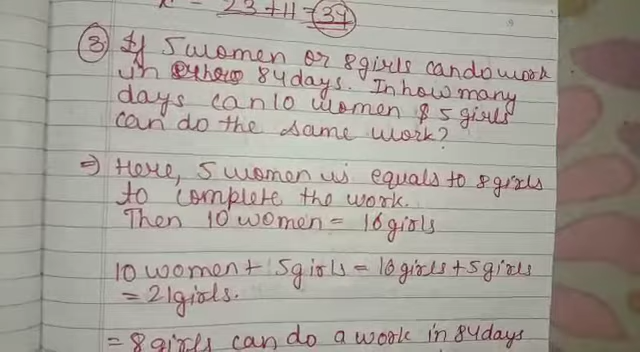 23 + 11 = 34
③ If 5 women or 8 girls can do work
in 84 days. In how many
days can 10 women & 5 girls
can do the same work?
⇒ Here, 5 women is equals to 8 girls
to complete the work.
Then 10 women = 16 girls
10 women + 5 girls = 16 girls + 5 girls
= 21 girls.
= 8 girls can do a work in 84 days